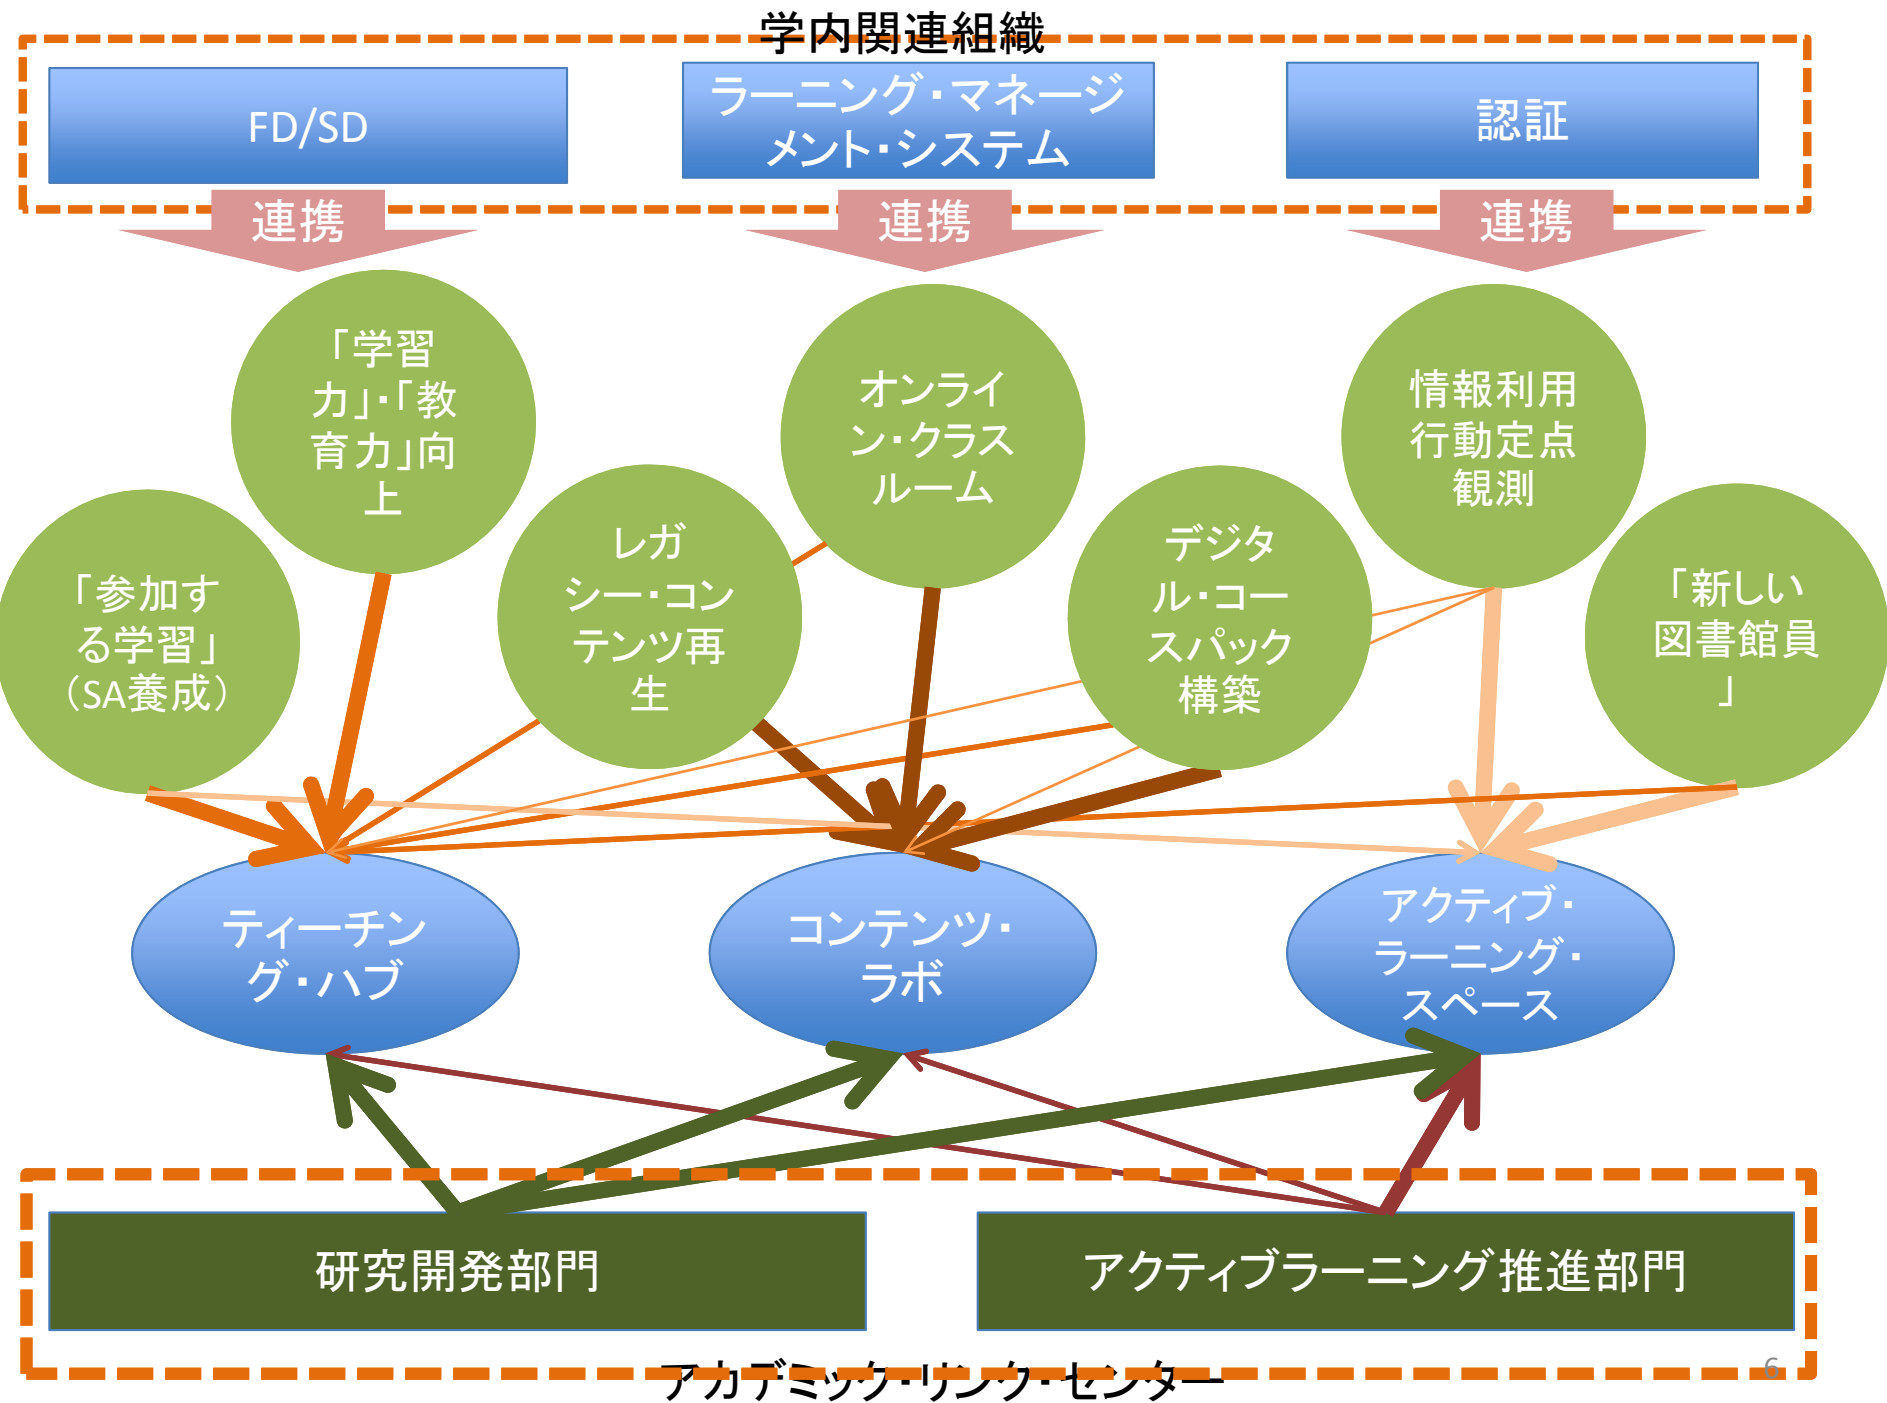 学内関連組織
FD/SD
ラーニング・マネージ
メント・システム
認証
連携
連携
連携
「学習
力」・「教
育力」向
上
オンライ
ン・クラス
ルーム
情報利用
行動定点
観測
「参加す
る学習」
（SA養成）
レガ
シー・コン
テンツ再
生
デジタ
ル・コー
スパック
構築
「新しい
図書館員
」
ティーチン
グ・ハブ
コンテンツ・
ラボ
アクティブ・
ラーニング・
スペース
研究開発部門
アクティブラーニング推進部門
アカデミック・リンク・センター
6